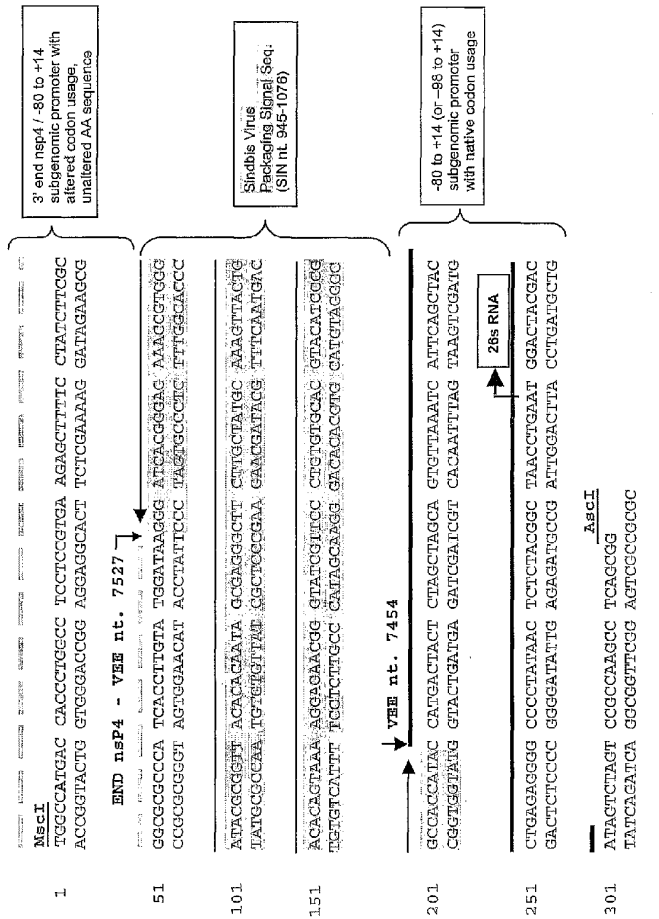 MscI
1 TGGCCATGAC CACCCTGGCC TCCTCCGTGA AGAGCTTTTC CTATCTTCGC
ACCGGTACTG GTGGGACCGG AGGAGGCACT TCTCGAAAAG GATAGAAGCG
3' end nsp4 / -80 to +14
subgenomic promoter with
altered codon usage,
unaltered AA sequence
END nsP4 - VEE nt. 7527
51 GGCGCGCCCA TCACCTTGTA TGGATAAGGG ATCACGGGAG AAACCGTGGG
CCGCGCGGGT AGTGGAACAT ACCTATTCCC TAGTGCCCTC TTTGGCACCC
101 ATACGCGGTT ACACACAATA GCGAGGGCTT CTTGCTATGC AAAGTTACTG
TATGCGCCAA TGTGTGTTAT CGCTCCCGAA GAACGATACG TTTCAATGAC
151 ACACAGTAAA AGGAGAACGG GTATCGTTCC CTGTGTGCAC GTACATCCCG
TGTGTCATTT TCCTCTTGCC CATAGCAAGG GACACACGTG CATGTAGGGC
Sindbis Virus
Packaging Signal Seq.
(SIN nt. 945-1076)
VEE nt. 7454
201 GCCACCATAC CATGACTACT CTAGCTAGCA GTGTTAAATC ATTCAGCTAC
CGGTGGTATG GTACTGATGA GATCGATCGT CACAATTTAG TAAGTCGATG
26s RNA
251 CTGAGAGGGG CCCCTATAAC TCTCTACGGC TAACCTGAAT GGACTACGAC
GACTCTCCCC GGGGATATTG AGAGATGCCG ATTGGACTTA CCTGATGCTG
-80 to +14 (or -98 to +14)
subgenomic promoter
with native codon usage
AscI
301 ATAGTCTAGT CCGCCAAGCC TCAGCGG
TATCAGATCA GGCGGTTCGG AGTCGCCGCGC